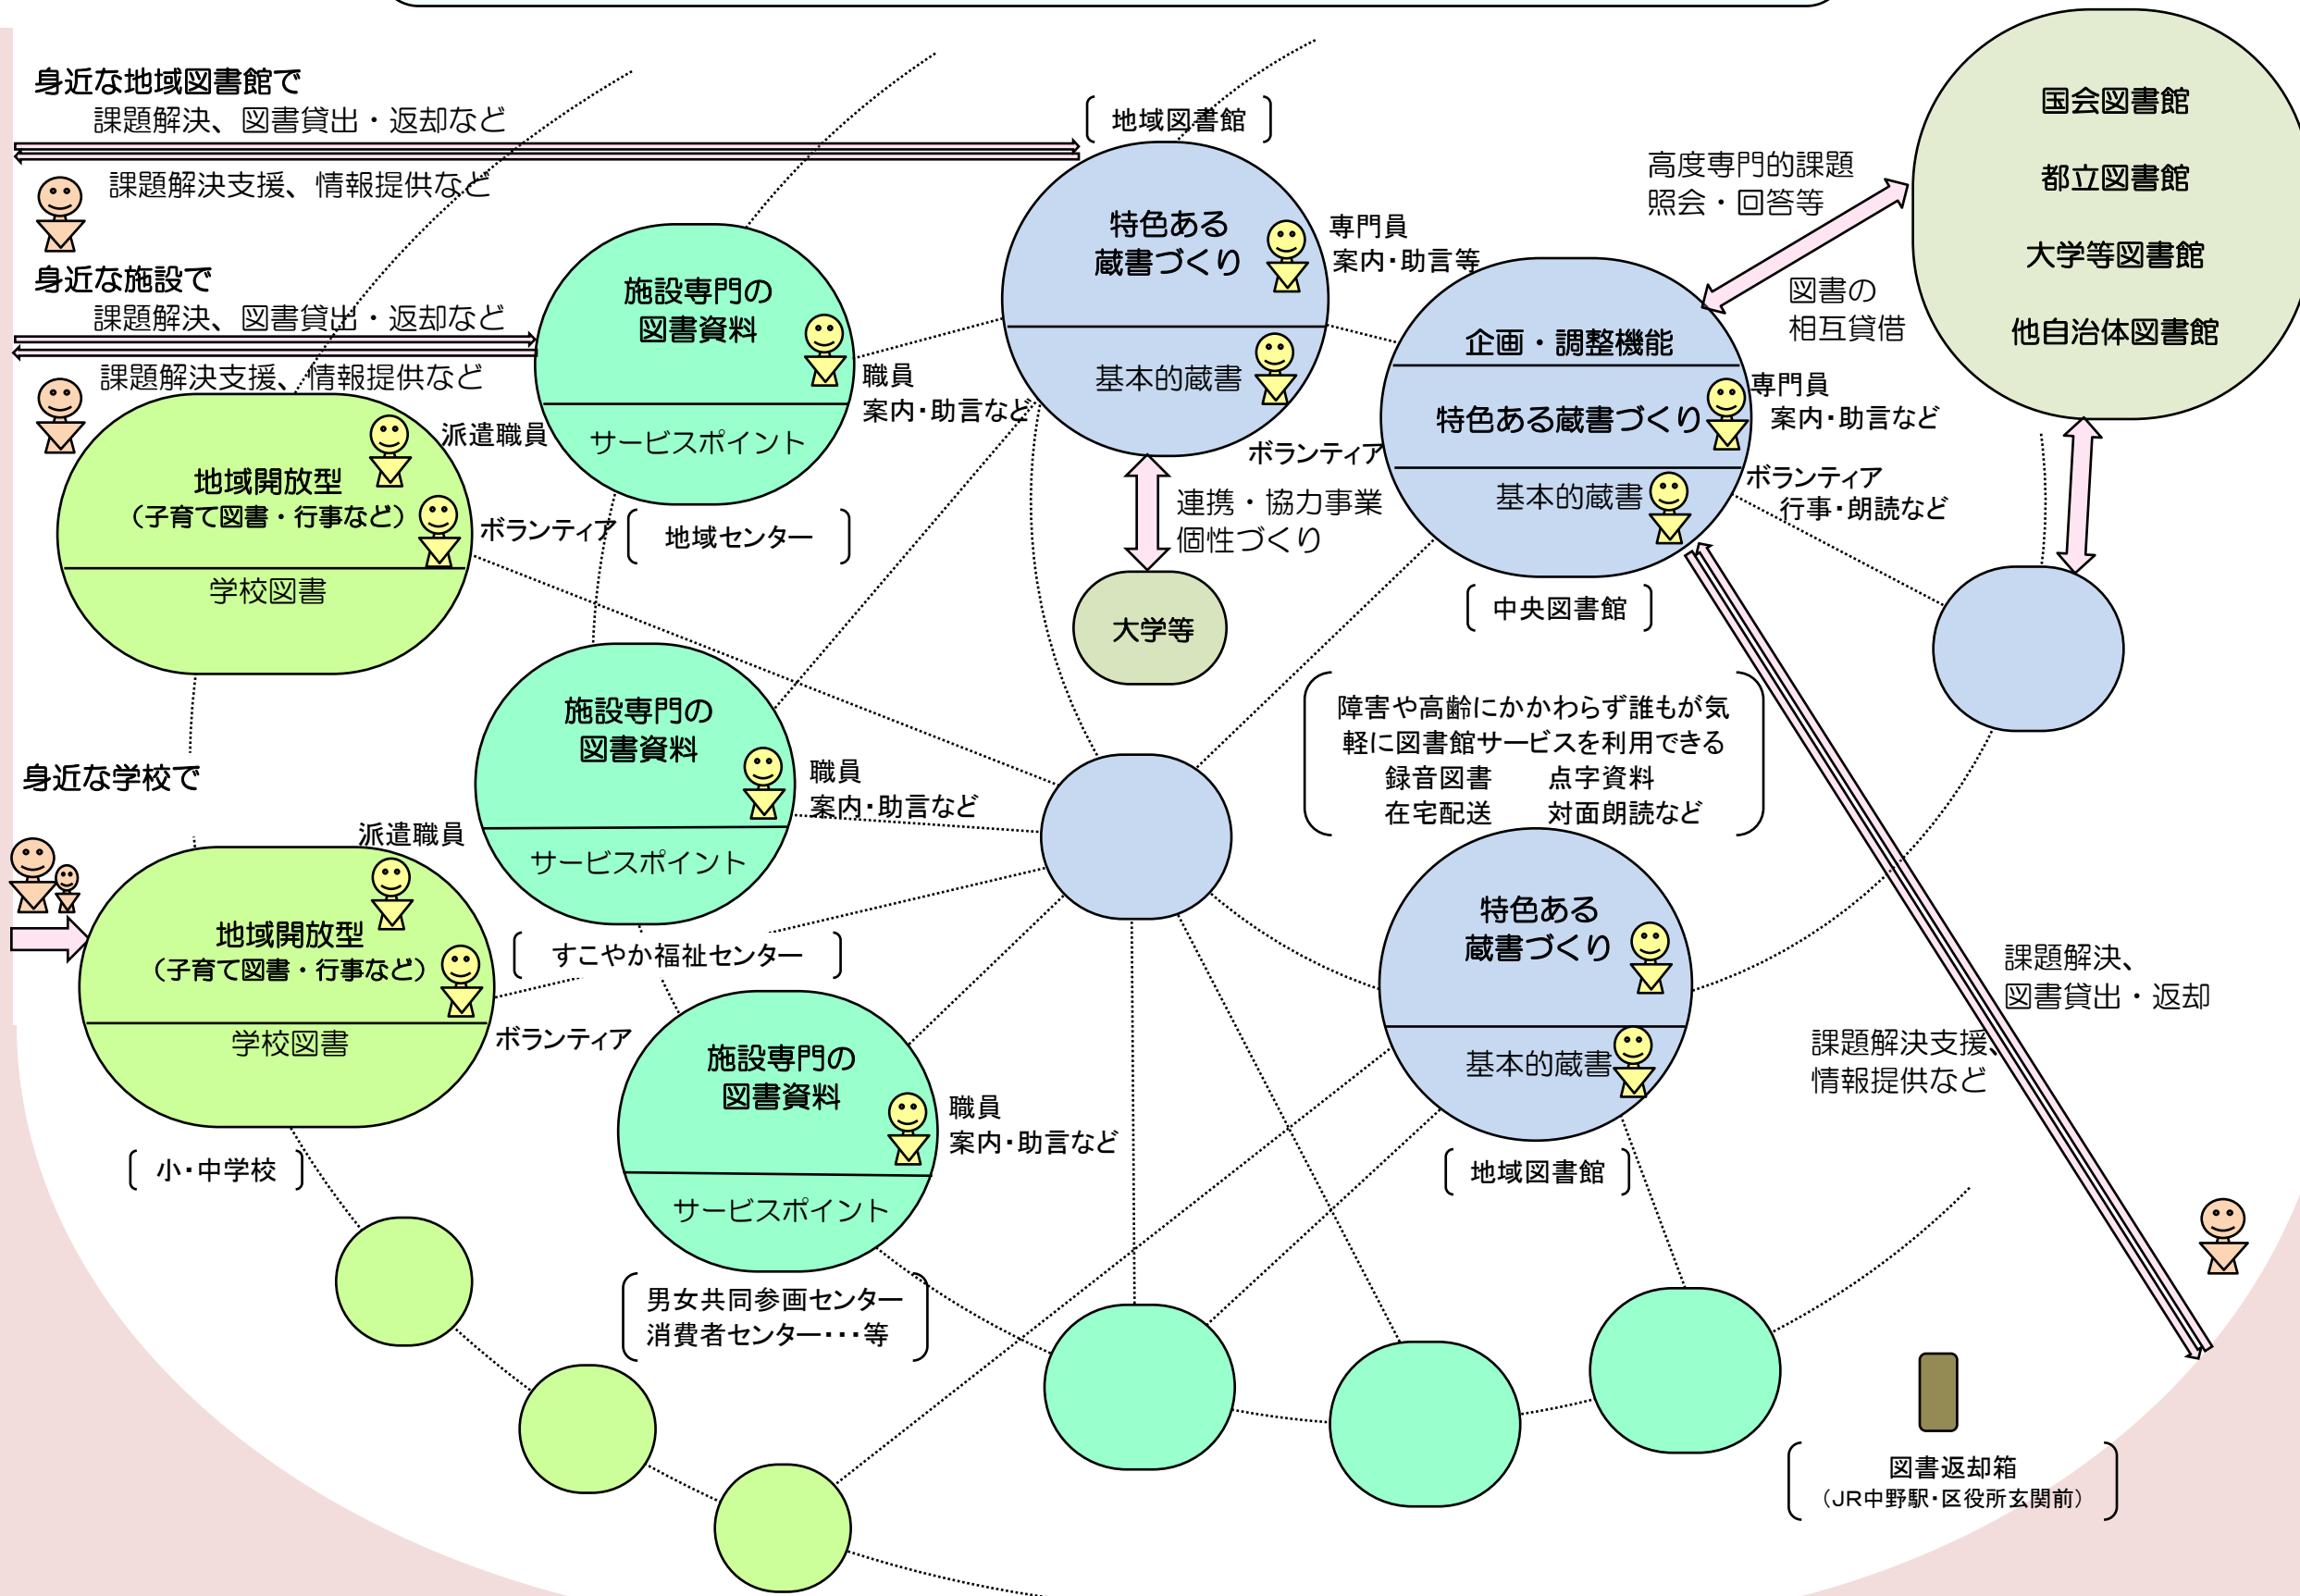 身近な地域図書館で
課題解決、図書貸出・返却など
課題解決支援、情報提供など
身近な施設で
課題解決、図書貸出・返却など
課題解決支援、情報提供など
地域図書館
特色ある
蔵書づくり
基本的蔵書
専門員
案内・助言等
ボランティア
高度専門的課題
照会・回答等
図書の
相互貸借
国会図書館
都立図書館
大学等図書館
他自治体図書館
施設専門の
図書資料
サービスポイント
職員
案内・助言など
地域センター
企画・調整機能
特色ある蔵書づくり
基本的蔵書
専門員
案内・助言など
ボランティア
行事・朗読など
中央図書館
連携・協力事業
個性づくり
大学等
派遣職員
地域開放型
（子育て図書・行事など）
学校図書
ボランティア
施設専門の
図書資料
サービスポイント
職員
案内・助言など
すこやか福祉センター
障害や高齢にかかわらず誰もが気
軽に図書館サービスを利用できる
録音図書　　点字資料
在宅配送　　対面朗読など
身近な学校で
派遣職員
地域開放型
（子育て図書・行事など）
学校図書
ボランティア
小・中学校
特色ある
蔵書づくり
基本的蔵書
地域図書館
課題解決、
図書貸出・返却
課題解決支援、
情報提供など
施設専門の
図書資料
サービスポイント
職員
案内・助言など
男女共同参画センター
消費者センター・・・等
図書返却箱
（JR中野駅・区役所玄関前）